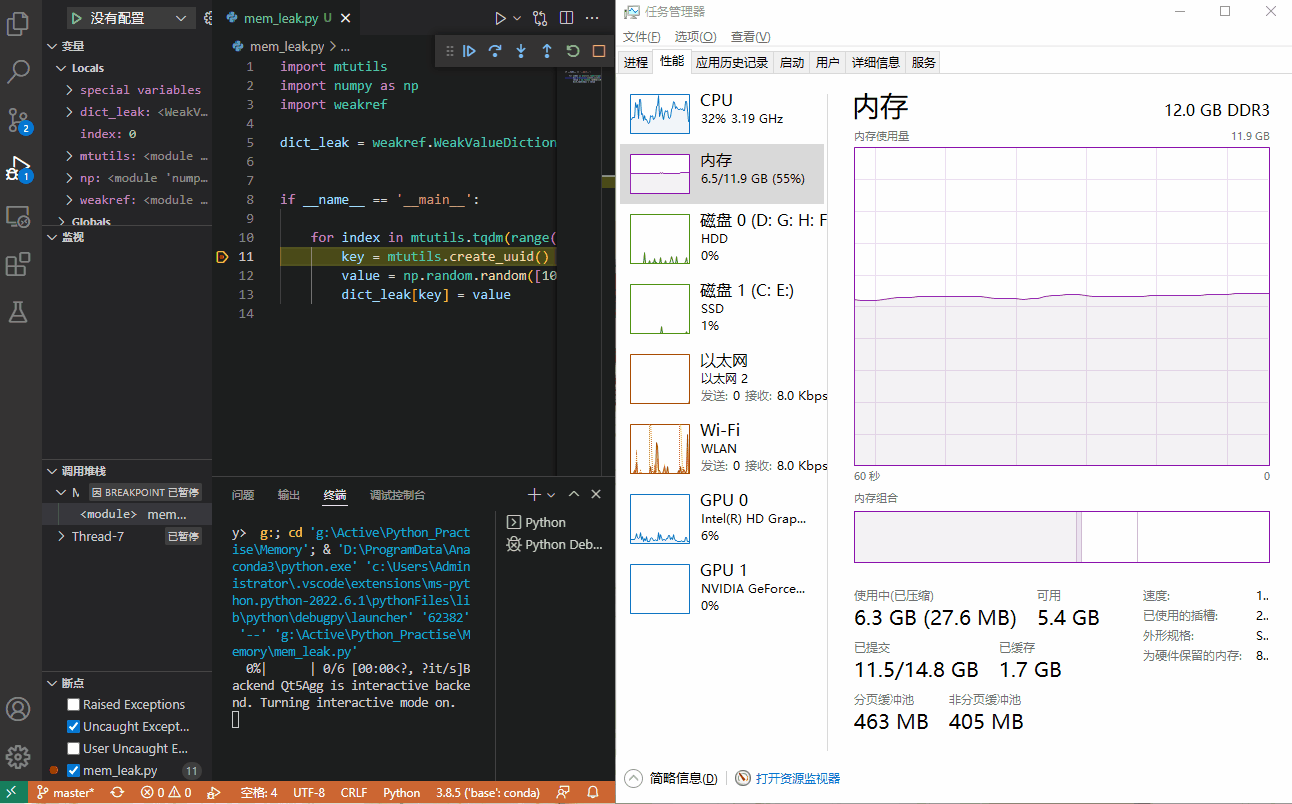 没有配置
变量
Locals
special variables
dict_leak: <WeakV…
index: 0
mtutils: <module …
np: <module 'nump…
weakref: <module …
Globals
监视
调用堆栈
因 BREAKPOINT 已暂停
<module> mem...
Thread-7 已暂停
断点
Raised Exceptions
Uncaught Except...
User Uncaught E...
mem_leak.py 11
2
1
mem_leak.py U
mem_leak.py > ...
1 import mtutils
2 import numpy as np
3 import weakref
4
5 dict_leak = weakref.WeakValueDiction
6
7
8 if __name__ == '__main__':
9
10 for index in mtutils.tqdm(range(
11 key = mtutils.create_uuid()
12 value = np.random.random([10
13 dict_leak[key] = value
14
问题 输出 终端 调试控制台
y> g:; cd 'g:\Active\Python_Pract
ise\Memory'; & 'D:\ProgramData\Ana
conda3\python.exe' 'c:\Users\Admin
istrator\.vscode\extensions\ms-pyt
hon.python-2022.6.1\pythonFiles\li
b\python\debugpy\launcher' '62382'
'--' 'g:\Active\Python_Practise\M
emory\mem_leak.py'
0%| | 0/6 [00:00<?, ?it/s]B
ackend Qt5Agg is interactive backe
nd. Turning interactive mode on.
Python
Python Deb...
master* 0 0 空格: 4 UTF-8 CRLF Python 3.8.5 ('base': conda)
任务管理器
文件(F) 选项(O) 查看(V)
进程 性能 应用历史记录 启动 用户 详细信息 服务
CPU
32% 3.19 GHz
内存
6.5/11.9 GB (55%)
磁盘 0 (D: G: H: F
HDD
0%
磁盘 1 (C: E:)
SSD
1%
以太网
以太网 2
发送: 0 接收: 8.0 Kbps
Wi-Fi
WLAN
发送: 0 接收: 8.0 Kbps
GPU 0
Intel(R) HD Grap...
6%
GPU 1
NVIDIA GeForce...
0%
内存 12.0 GB DDR3
内存使用量 11.9 GB
60 秒 0
内存组合
使用中(已压缩) 可用
6.3 GB (27.6 MB) 5.4 GB
已提交 已缓存
11.5/14.8 GB 1.7 GB
分页缓冲池 非分页缓冲池
463 MB 405 MB
速度: 1..
已使用的插槽: 2..
外形规格: S..
为硬件保留的内存: 8..
简略信息(D) 打开资源监视器